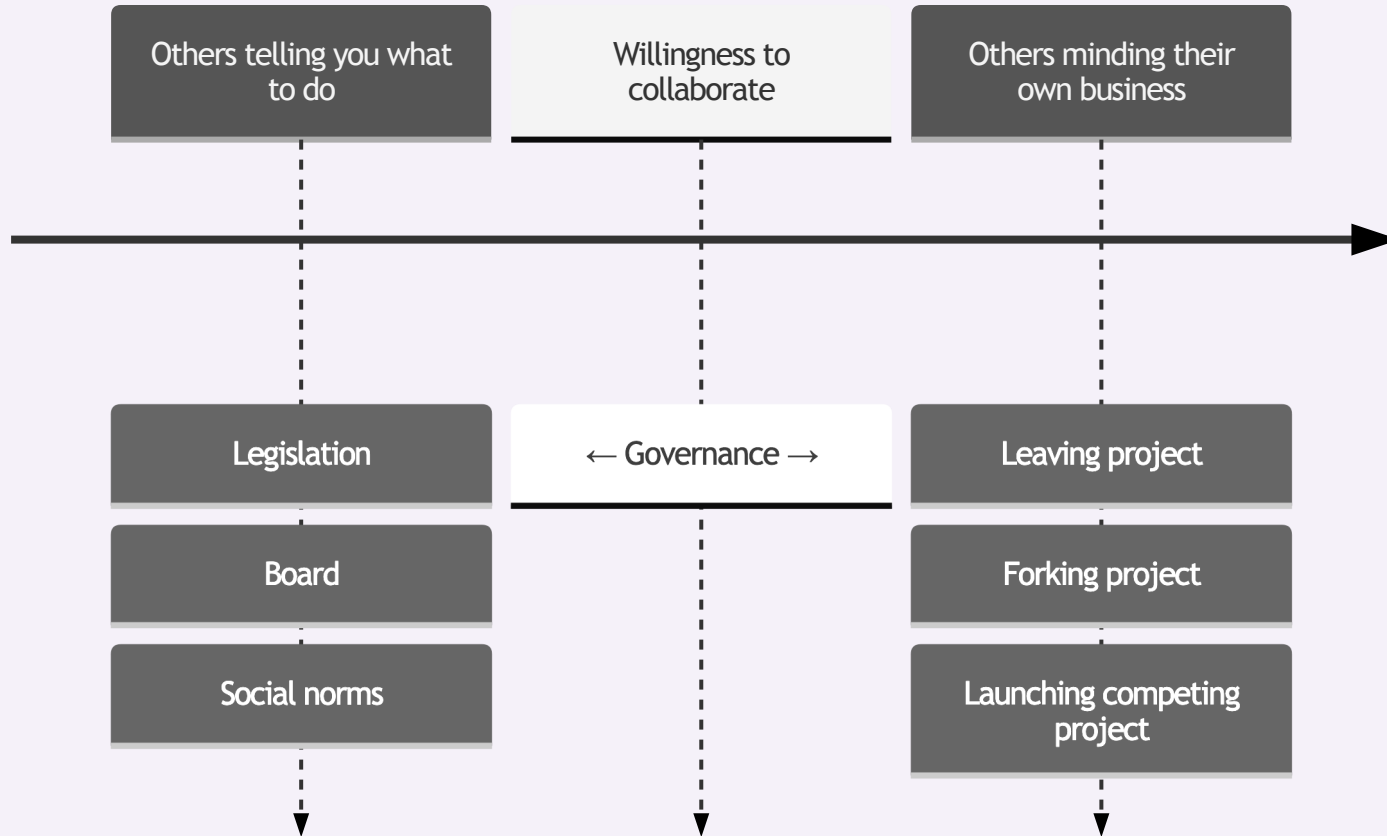 Others telling you what
to do
Willingness to
collaborate
Others minding their
own business
Legislation
← Governance →
Leaving project
Board
Forking project
Social norms
Launching competing
project